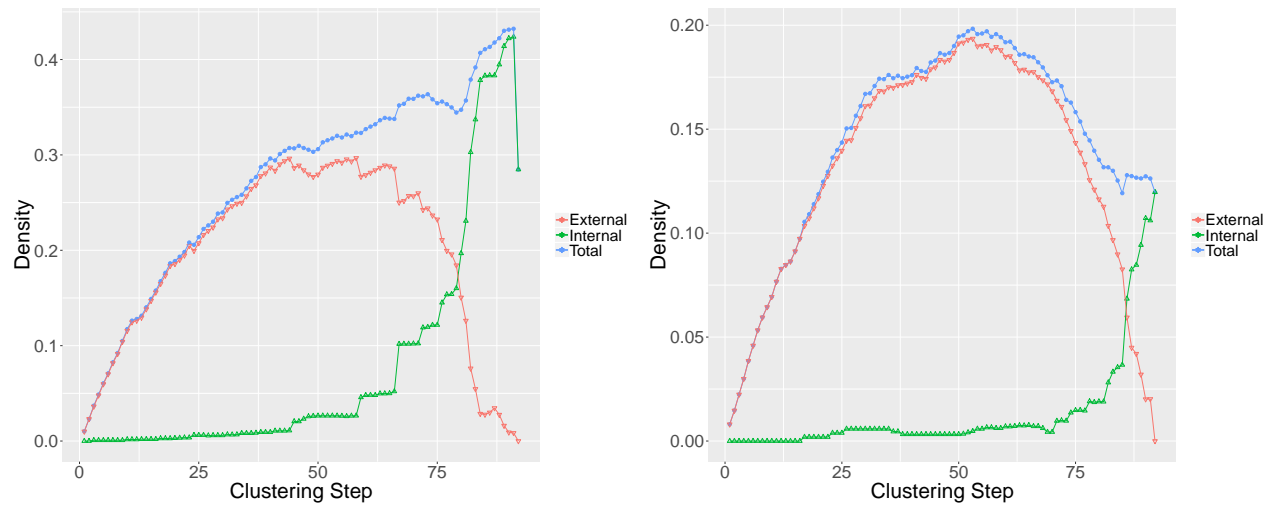 0.4
0.3
0.2
0.1
0.0
Density
0
25
50
75
Clustering Step
External
Internal
Total
0.20
0.15
0.10
0.05
0.00
Density
0
25
50
75
Clustering Step
External
Internal
Total